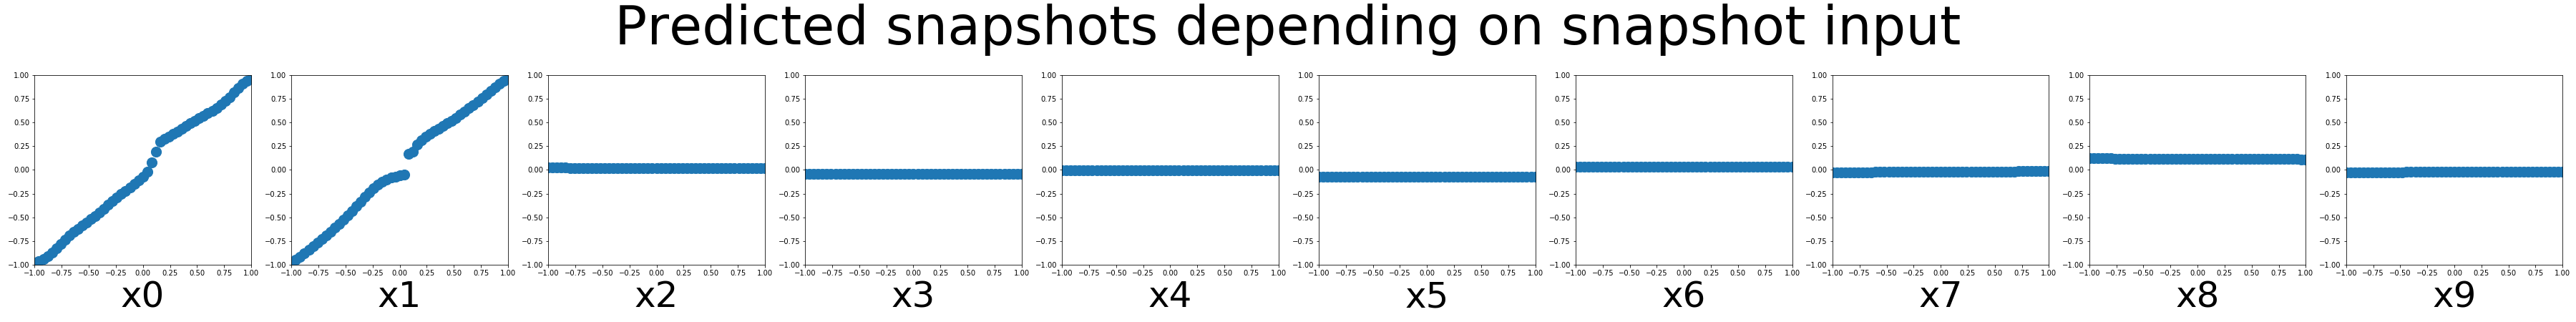 Predicted snapshots depending on snapshot input
1.00 1.00 1.00 1.00 1.00 1.00 1.00 1.00 1.00 1.00
0.75 0.75 0.75 0.75 0.75 0.75 0.75 0.75 0.75 0.75
0.50 0.50 0.50 0.50 0.50 0.50 0.50 0.50 0.50 0.50
0.25 0.25 0.25 0.25 0.25 0.25 0.25 0.25 0.25 0.25
0.00 0.00 0.00 0.00 0.00 0.00 0.00 0.00 0.00 0.00
−0.25 −0.25 −0.25 −0.25 −0.25 −0.25 −0.25 −0.25 −0.25 −0.25
−0.50 −0.50 −0.50 −0.50 −0.50 −0.50 −0.50 −0.50 −0.50 −0.50
−0.75 −0.75 −0.75 −0.75 −0.75 −0.75 −0.75 −0.75 −0.75 −0.75
−1.00 −1.00 −1.00 −1.00 −1.00 −1.00 −1.00 −1.00 −1.00 −1.00
−1.00 −0.75 −0.50 −0.25 0.00 0.25 0.50 0.75 1.00 −1.00 −0.75 −0.50 −0.25 0.00 0.25 0.50 0.75 1.00 −1.00 −0.75 −0.50 −0.25 0.00 0.25 0.50 0.75 1.00 −1.00 −0.75 −0.50 −0.25 0.00 0.25 0.50 0.75 1.00 −1.00 −0.75 −0.50 −0.25 0.00 0.25 0.50 0.75 1.00 −1.00 −0.75 −0.50 −0.25 0.00 0.25 0.50 0.75 1.00 −1.00 −0.75 −0.50 −0.25 0.00 0.25 0.50 0.75 1.00 −1.00 −0.75 −0.50 −0.25 0.00 0.25 0.50 0.75 1.00 −1.00 −0.75 −0.50 −0.25 0.00 0.25 0.50 0.75 1.00 −1.00 −0.75 −0.50 −0.25 0.00 0.25 0.50 0.75 1.00
x0 x1 x2 x3 x4 x5 x6 x7 x8 x9